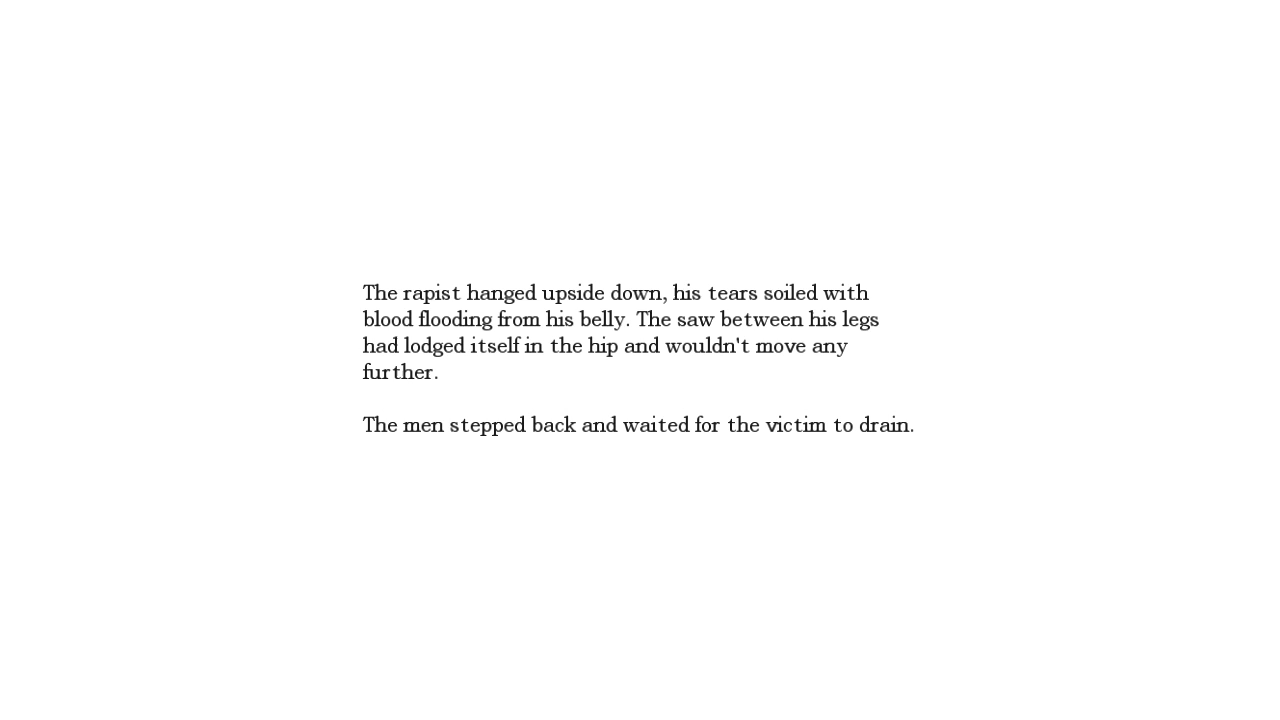 The rapist hanged upside down, his tears soiled with
blood flooding from his belly. The saw between his legs
had lodged itself in the hip and wouldn't move any
further.
The men stepped back and waited for the victim to drain.